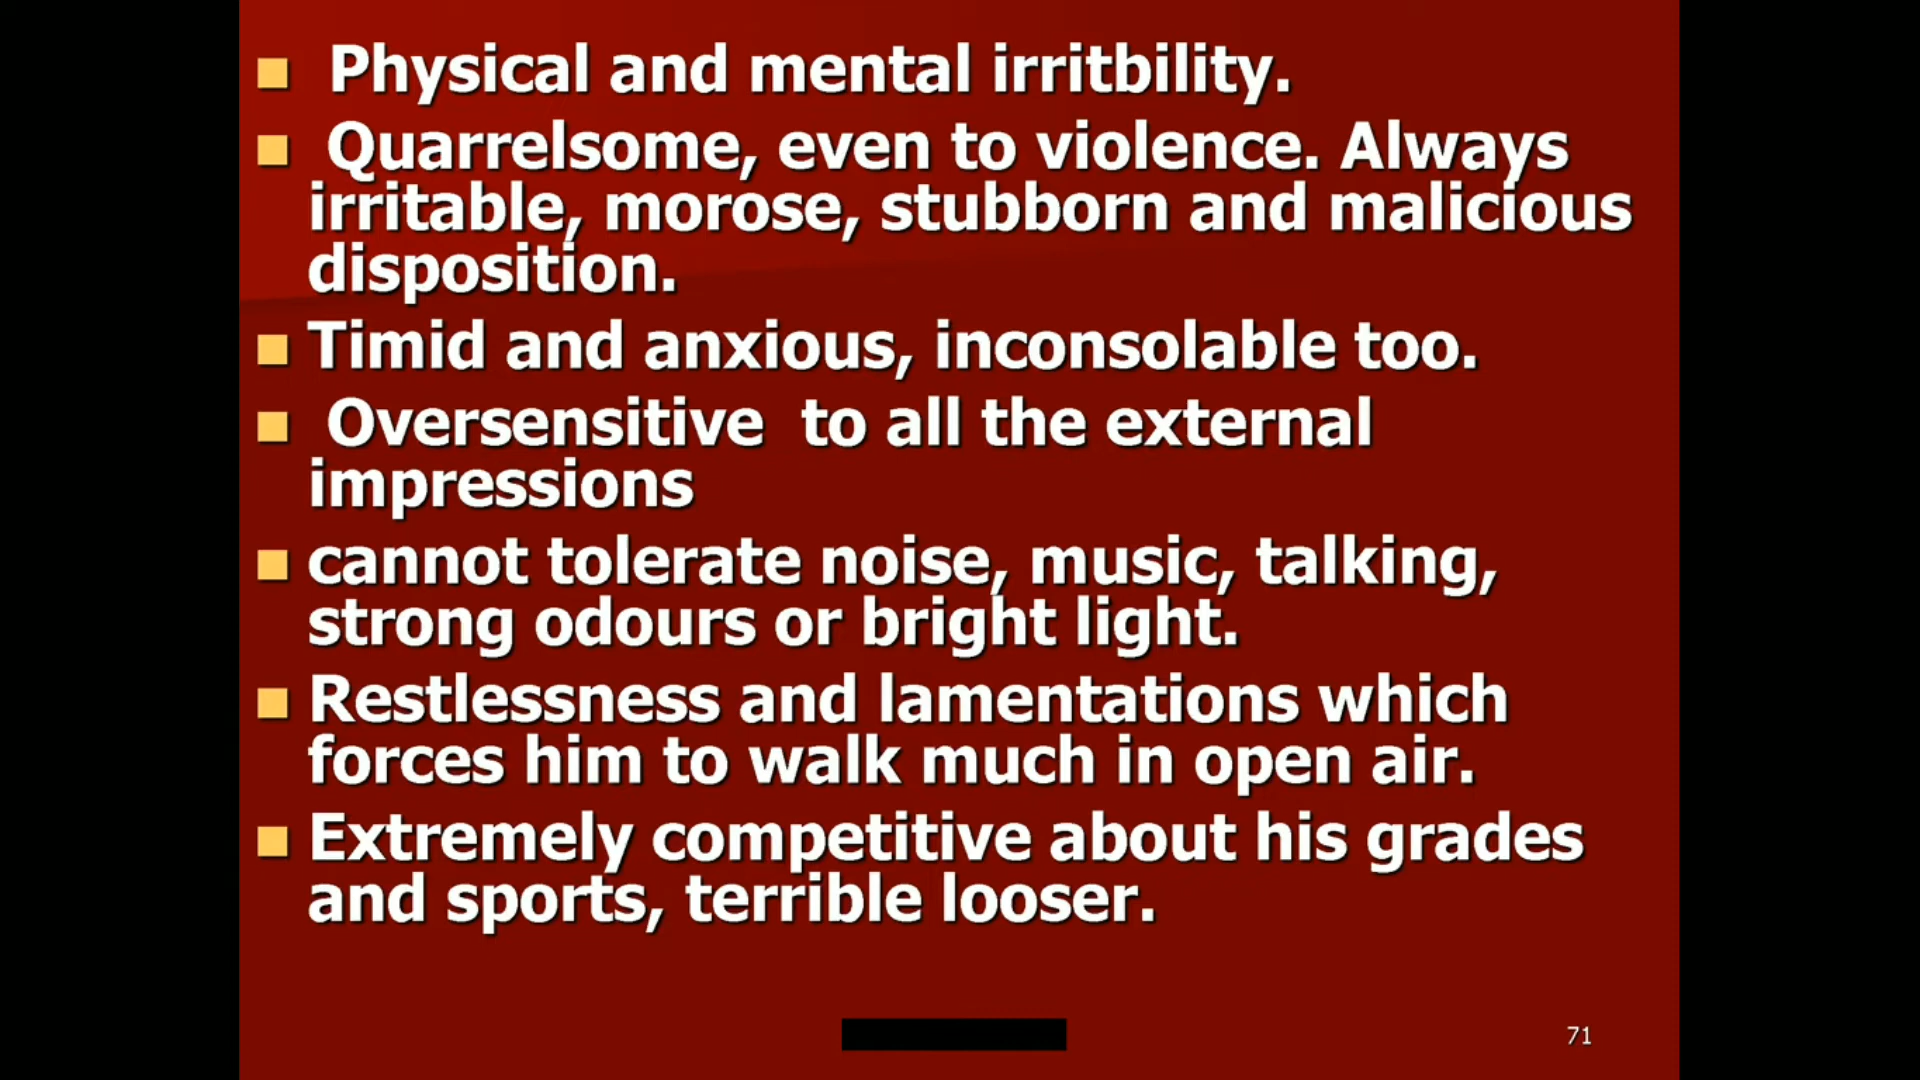 Physical and mental irritbility.
Quarrelsome, even to violence. Always
irritable, morose, stubborn and malicious
disposition.
Timid and anxious, inconsolable too.
Oversensitive to all the external
impressions
cannot tolerate noise, music, talking,
strong odours or bright light.
Restlessness and lamentations which
forces him to walk much in open air.
Extremely competitive about his grades
and sports, terrible looser.
71